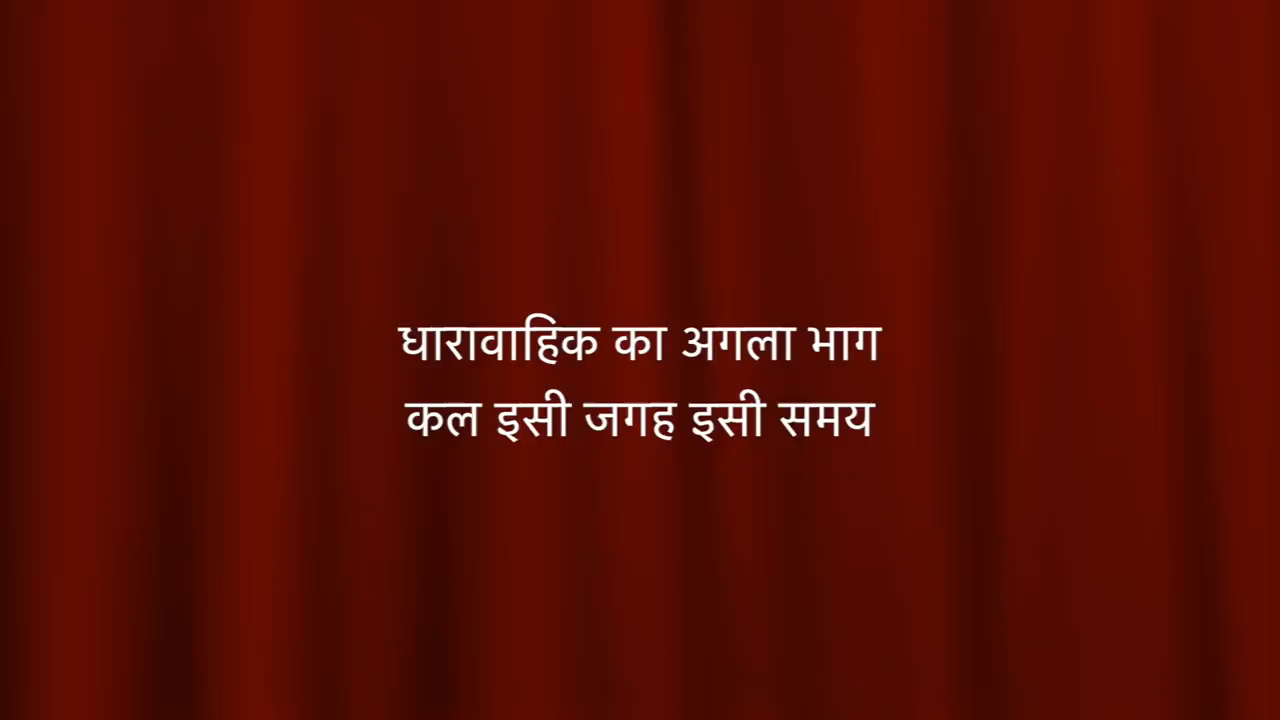 धारावाहिक का अगला भाग
कल इसी जगह इसी समय